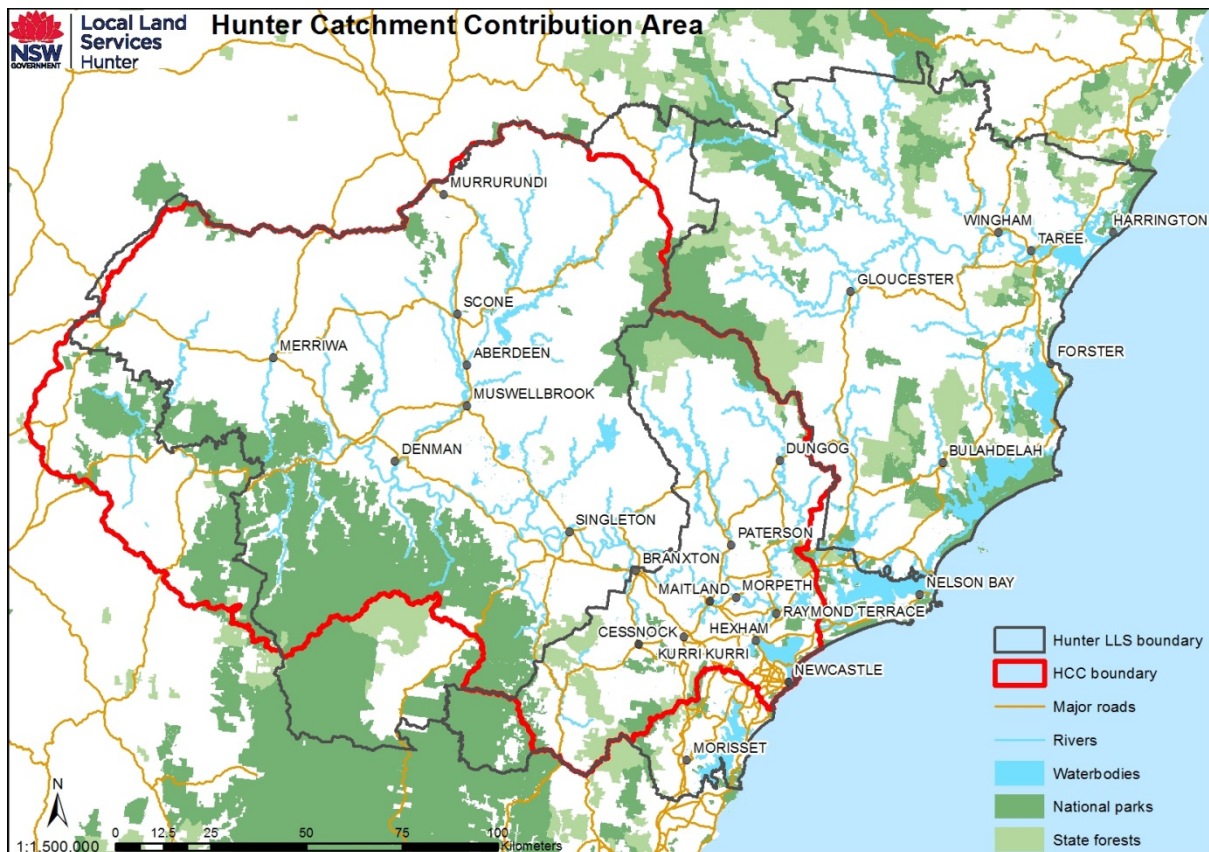 Hunter Catchment Contribution Area
Local Land
Services
Hunter
NSW
GOVERNMENT
MURRURUNDI
WINGHAM
HARRINGTON
TAREE
GLOUCESTER
SCONE
MERRIWA
FORSTER
ABERDEEN
MUSWELLBROOK
DENMAN
DUNGOG
BULAHDELAH
SINGLETON
PATERSON
BRANXTON
NELSON BAY
MAITLAND
MORPETH
RAYMOND TERRACE
CESSNOCK
HEXHAM
KURRI KURRI
NEWCASTLE
MORISSET
Hunter LLS boundary
HCC boundary
Major roads
Rivers
Waterbodies
National parks
State forests
N
0 12.5 25 50 75 100
1:1,500,000 Kilometers